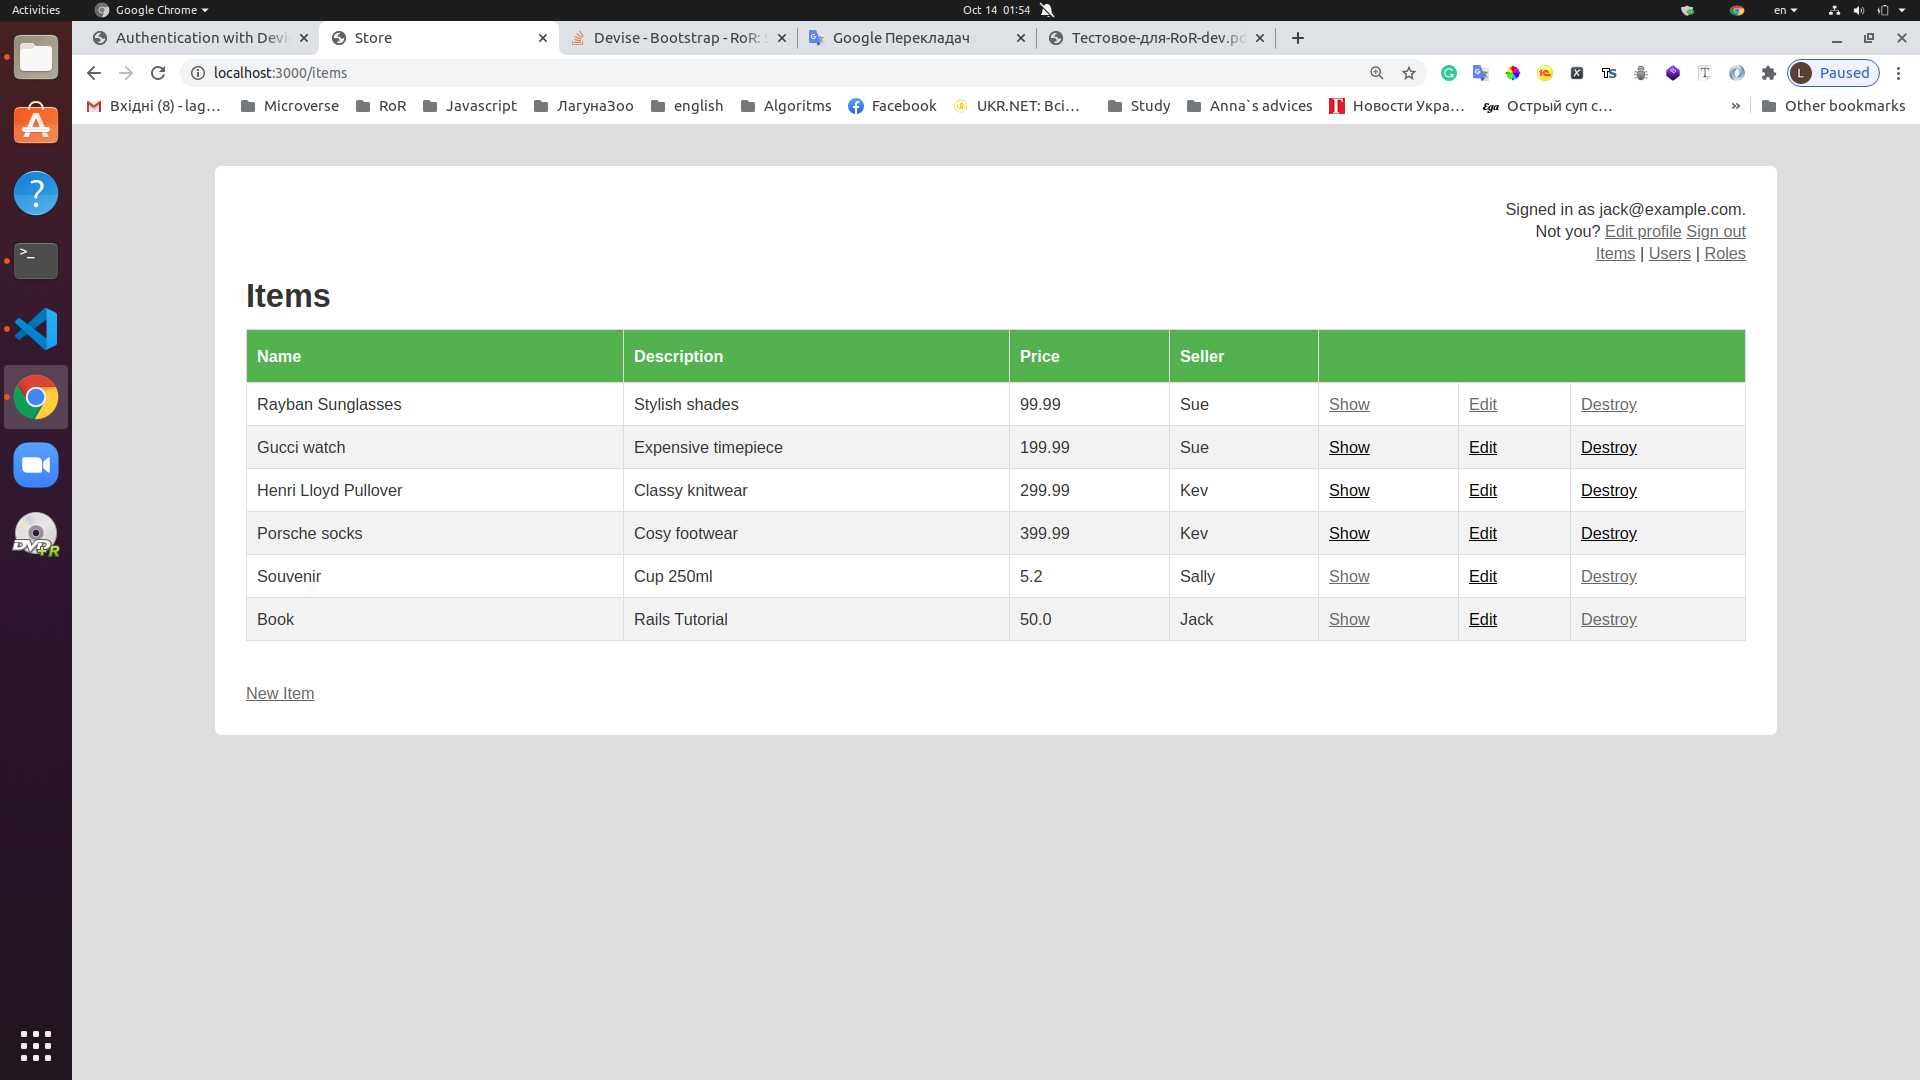 Activities Google Chrome Oct 14 01:54 en
Authentication with Devi Store Devise - Bootstrap - RoR: Google Перекладач Тестовое-для-RoR-dev.pd
localhost:3000/items L Paused
Вхідні (8) - lag… Microverse RoR Javascript ЛагунаЗоо english Algoritms Facebook UKR.NET: Всі… Study Anna`s advices Новости Укра… Острый суп с… » Other bookmarks
Signed in as jack@example.com.
Not you? Edit profile Sign out
Items | Users | Roles
Items
Name Description Price Seller
Rayban Sunglasses Stylish shades 99.99 Sue Show Edit Destroy
Gucci watch Expensive timepiece 199.99 Sue Show Edit Destroy
Henri Lloyd Pullover Classy knitwear 299.99 Kev Show Edit Destroy
Porsche socks Cosy footwear 399.99 Kev Show Edit Destroy
Souvenir Cup 250ml 5.2 Sally Show Edit Destroy
Book Rails Tutorial 50.0 Jack Show Edit Destroy
New Item